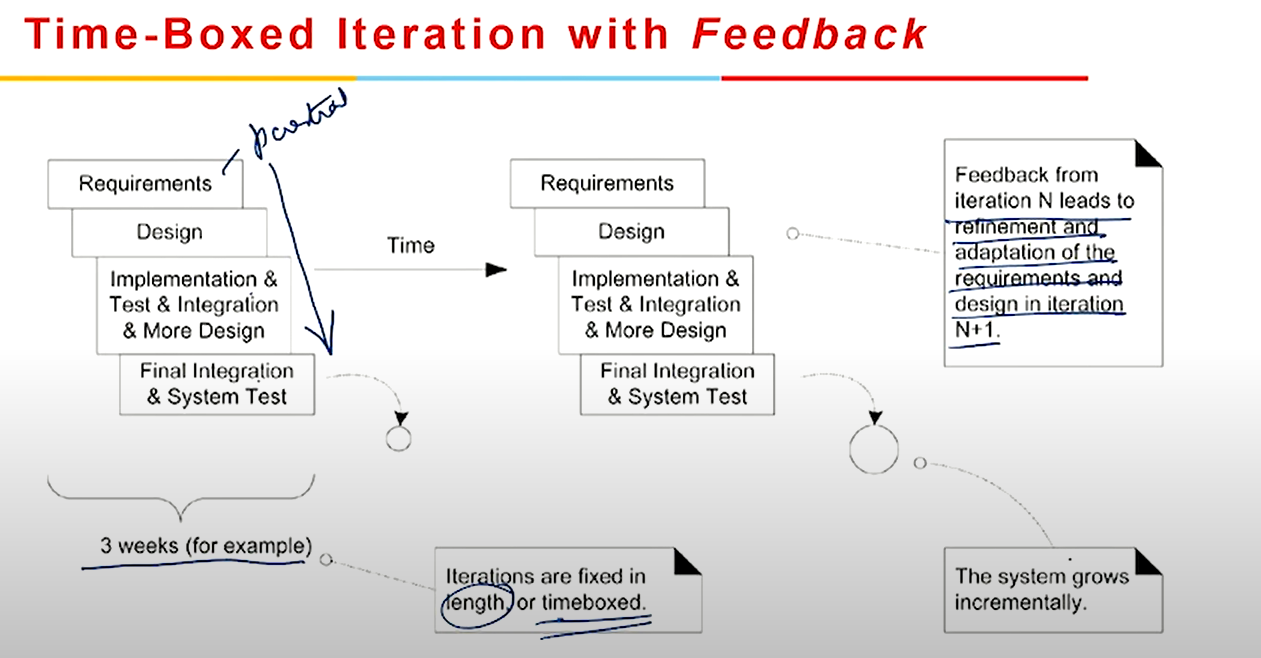 Time-Boxed Iteration with Feedback
partial
Requirements
Design
Implementation &
Test & Integration
& More Design
Final Integration
& System Test
3 weeks (for example)
Time
Requirements
Design
Implementation &
Test & Integration
& More Design
Final Integration
& System Test
Iterations are fixed in
length, or timeboxed.
Feedback from
iteration N leads to
refinement and
adaptation of the
requirements and
design in iteration
N+1.
The system grows
incrementally.